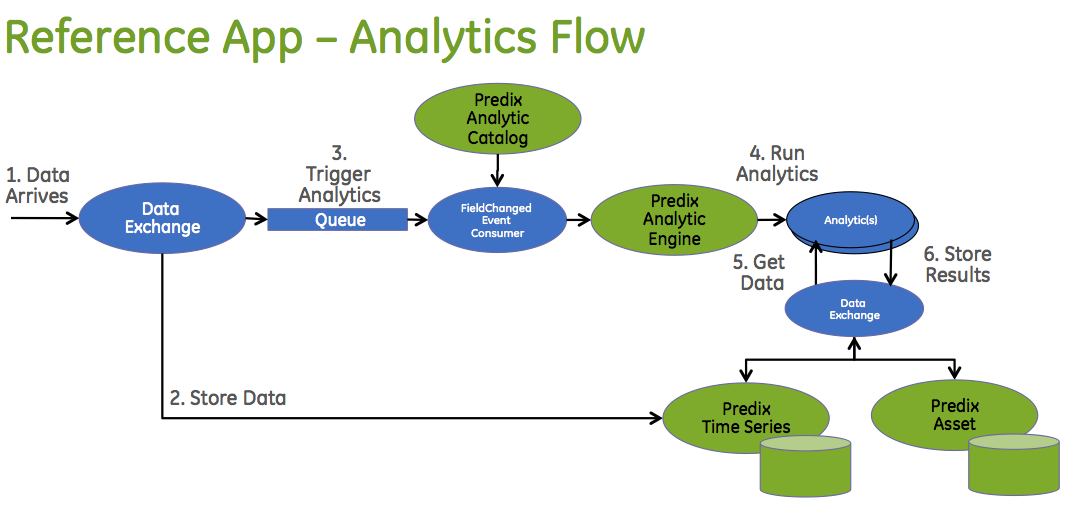 Reference App – Analytics Flow
Predix
Analytic
Catalog
1. Data
Arrives
3.
Trigger
Analytics
4. Run
Analytics
Data
Exchange
Queue
FieldChanged
Event
Consumer
Predix
Analytic
Engine
Analytic(s)
5. Get
Data
6. Store
Results
Data
Exchange
2. Store Data
Predix
Time Series
Predix
Asset